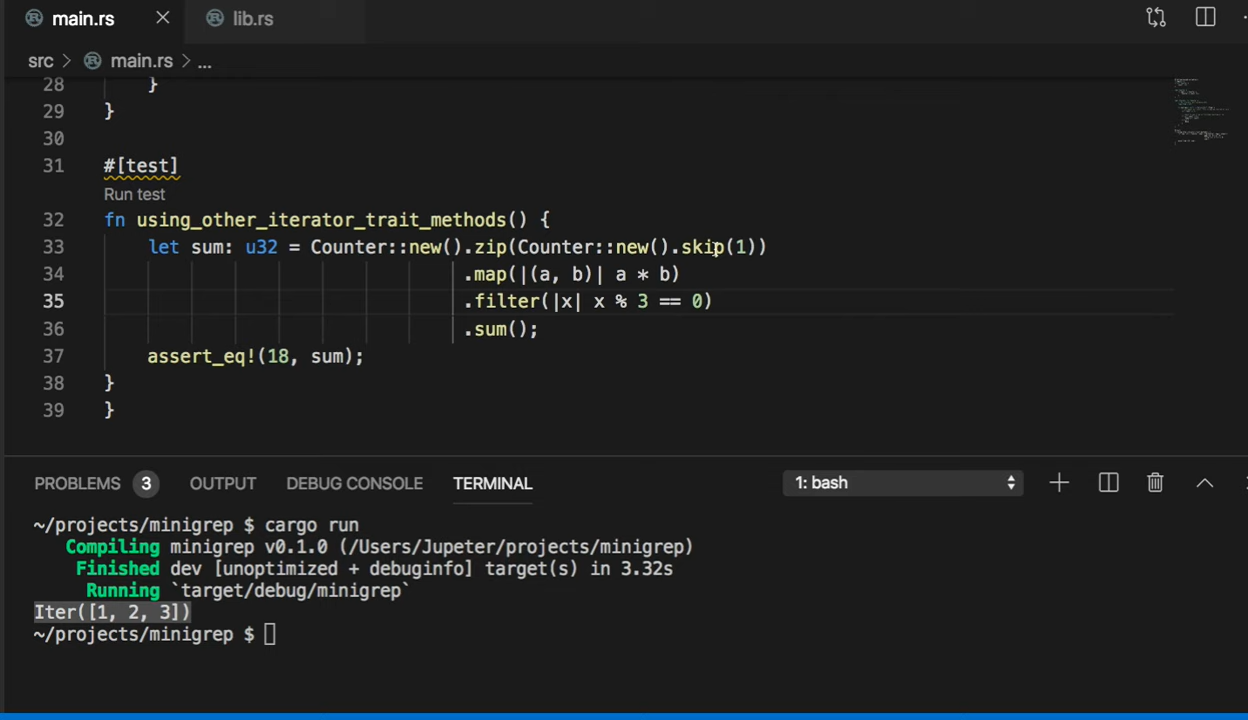 main.rs lib.rs
src > main.rs > ...
28 }
29 }
30
31 #[test]
Run test
32 fn using_other_iterator_trait_methods() {
33 let sum: u32 = Counter::new().zip(Counter::new().skip(1))
34 .map(|(a, b)| a * b)
35 .filter(|x| x % 3 == 0)
36 .sum();
37 assert_eq!(18, sum);
38 }
39 }
PROBLEMS 3 OUTPUT DEBUG CONSOLE TERMINAL 1: bash
~/projects/minigrep $ cargo run
Compiling minigrep v0.1.0 (/Users/Jupeter/projects/minigrep)
Finished dev [unoptimized + debuginfo] target(s) in 3.32s
Running `target/debug/minigrep`
Iter([1, 2, 3])
~/projects/minigrep $